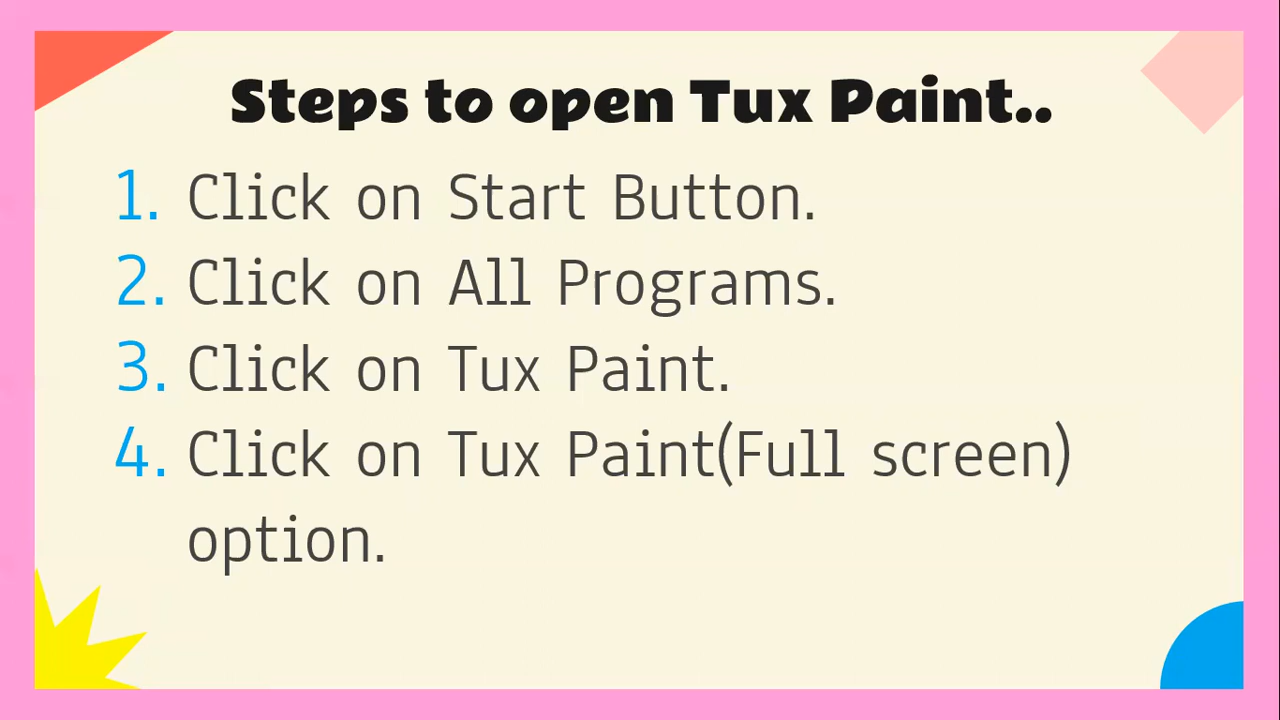 Steps to open Tux Paint..
1. Click on Start Button.
2. Click on All Programs.
3. Click on Tux Paint.
4. Click on Tux Paint(Full screen)
option.